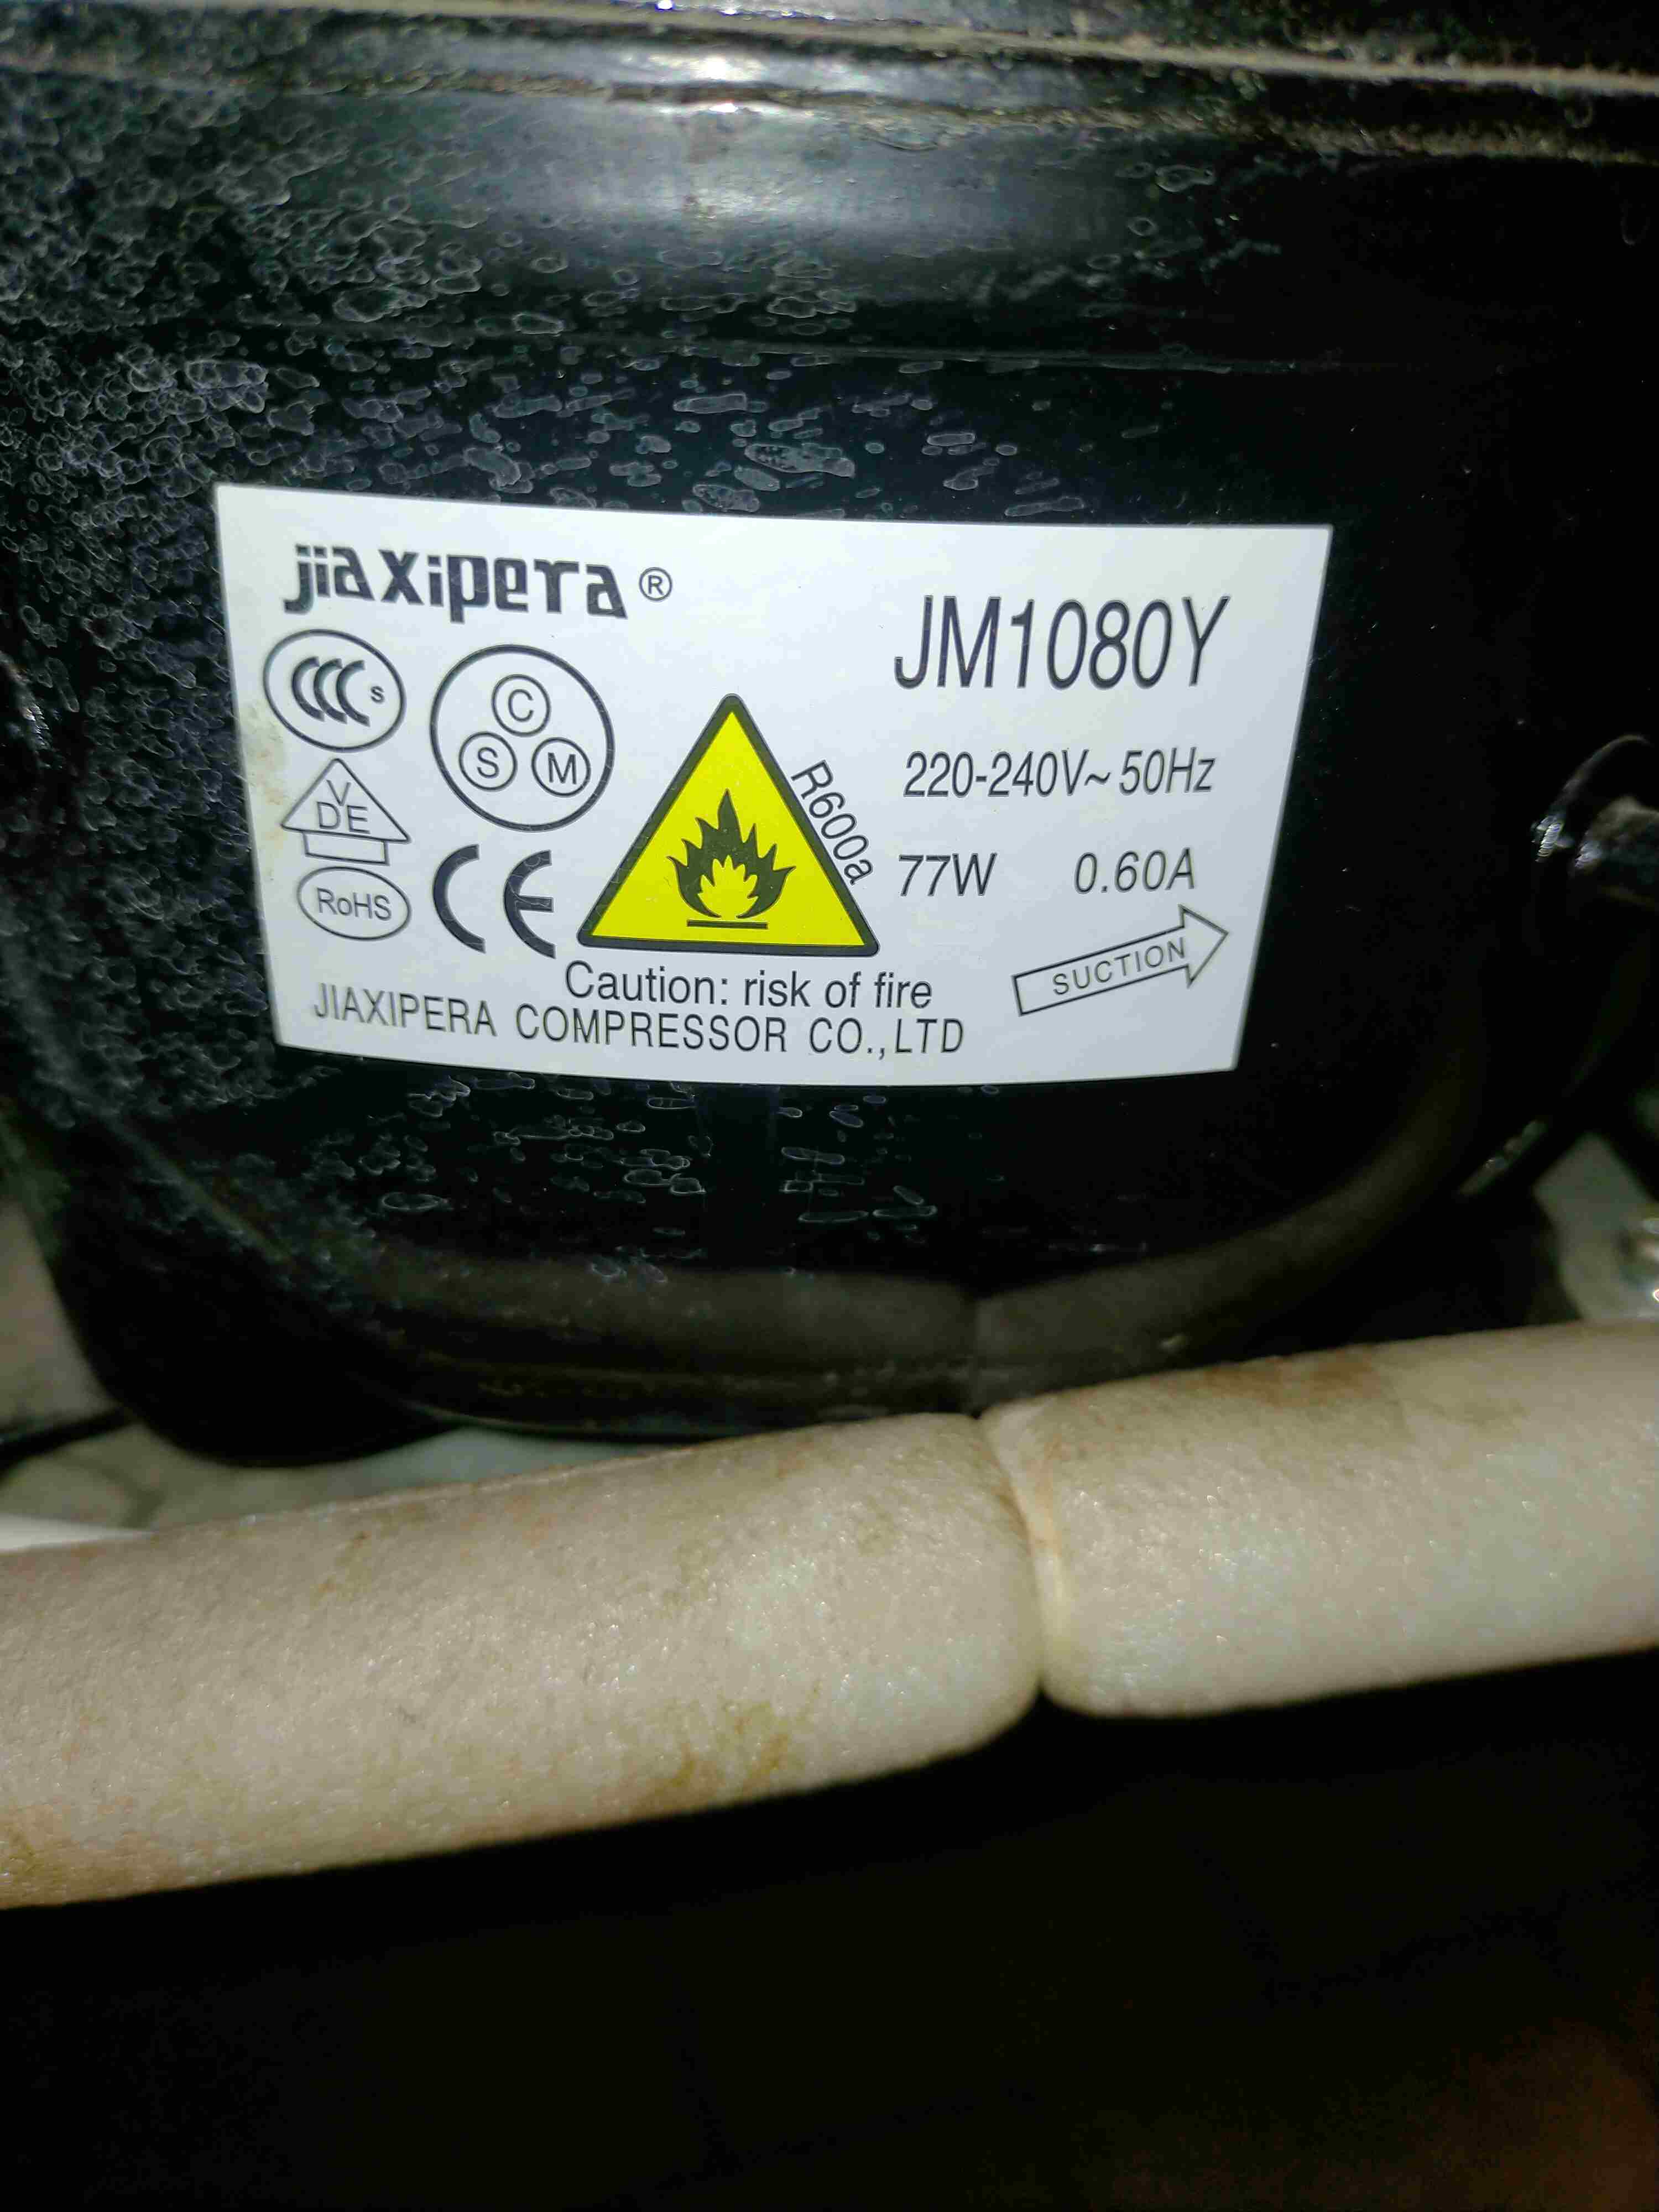 jiaxipera®
JM1080Y
CCC S
C
S M
VDE
R600a
220-240V~ 50Hz
77W 0.60A
RoHS
CE
SUCTION
Caution: risk of fire
JIAXIPERA COMPRESSOR CO.,LTD